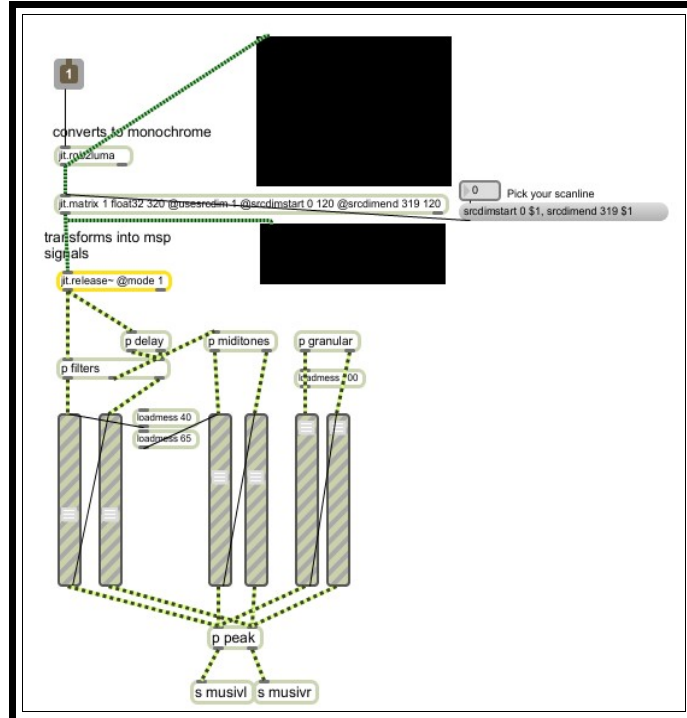 1
converts to monochrome
jit.rgb2luma
jit.matrix 1 float32 320 @usesrcdim 1 @srcdimstart 0 120 @srcdimend 319 120
0
Pick your scanline
srcdimstart 0 $1, srcdimend 319 $1
transforms into msp
signals
jit.release~ @mode 1
p delay
p miditones
p granular
p filters
loadmess 40
loadmess 65
p peak
s musivl
s musivr